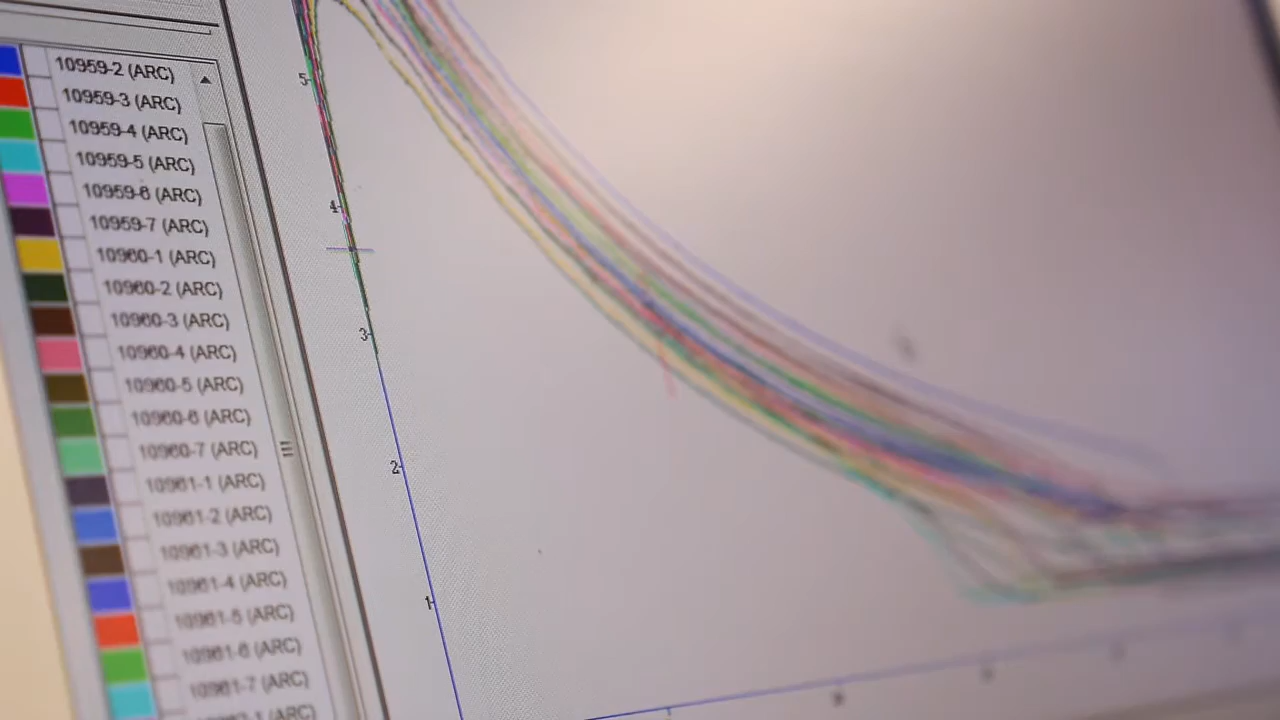 10959-2 (ARC)
10959-3 (ARC)
10959-4 (ARC)
10959-5 (ARC)
10959-6 (ARC)
10959-7 (ARC)
10960-1 (ARC)
10960-2 (ARC)
10960-3 (ARC)
10960-4 (ARC)
10960-5 (ARC)
10960-6 (ARC)
10960-7 (ARC)
10961-1 (ARC)
10961-2 (ARC)
10961-3 (ARC)
10961-4 (ARC)
10961-5 (ARC)
10961-6 (ARC)
10961-7 (ARC)
5
4
3
2
1